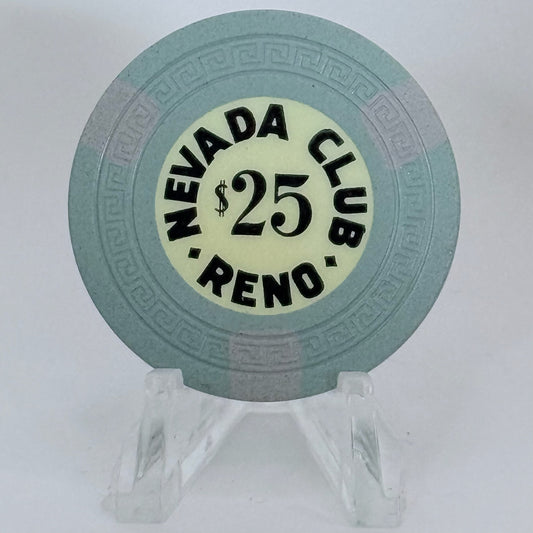 NEVADA CLUB
$25
· RENO ·